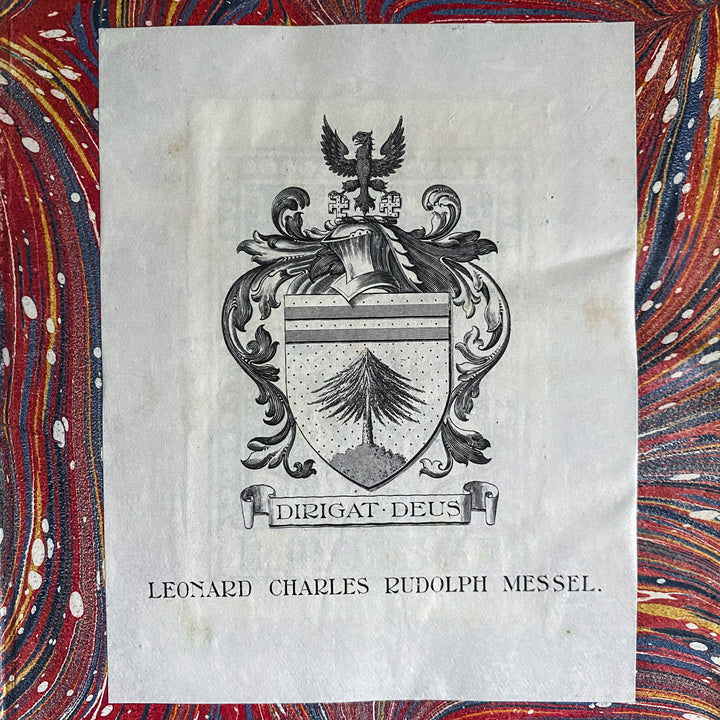 DIRIGAT · DEUS
LEONARD CHARLES RUDOLPH MESSEL.